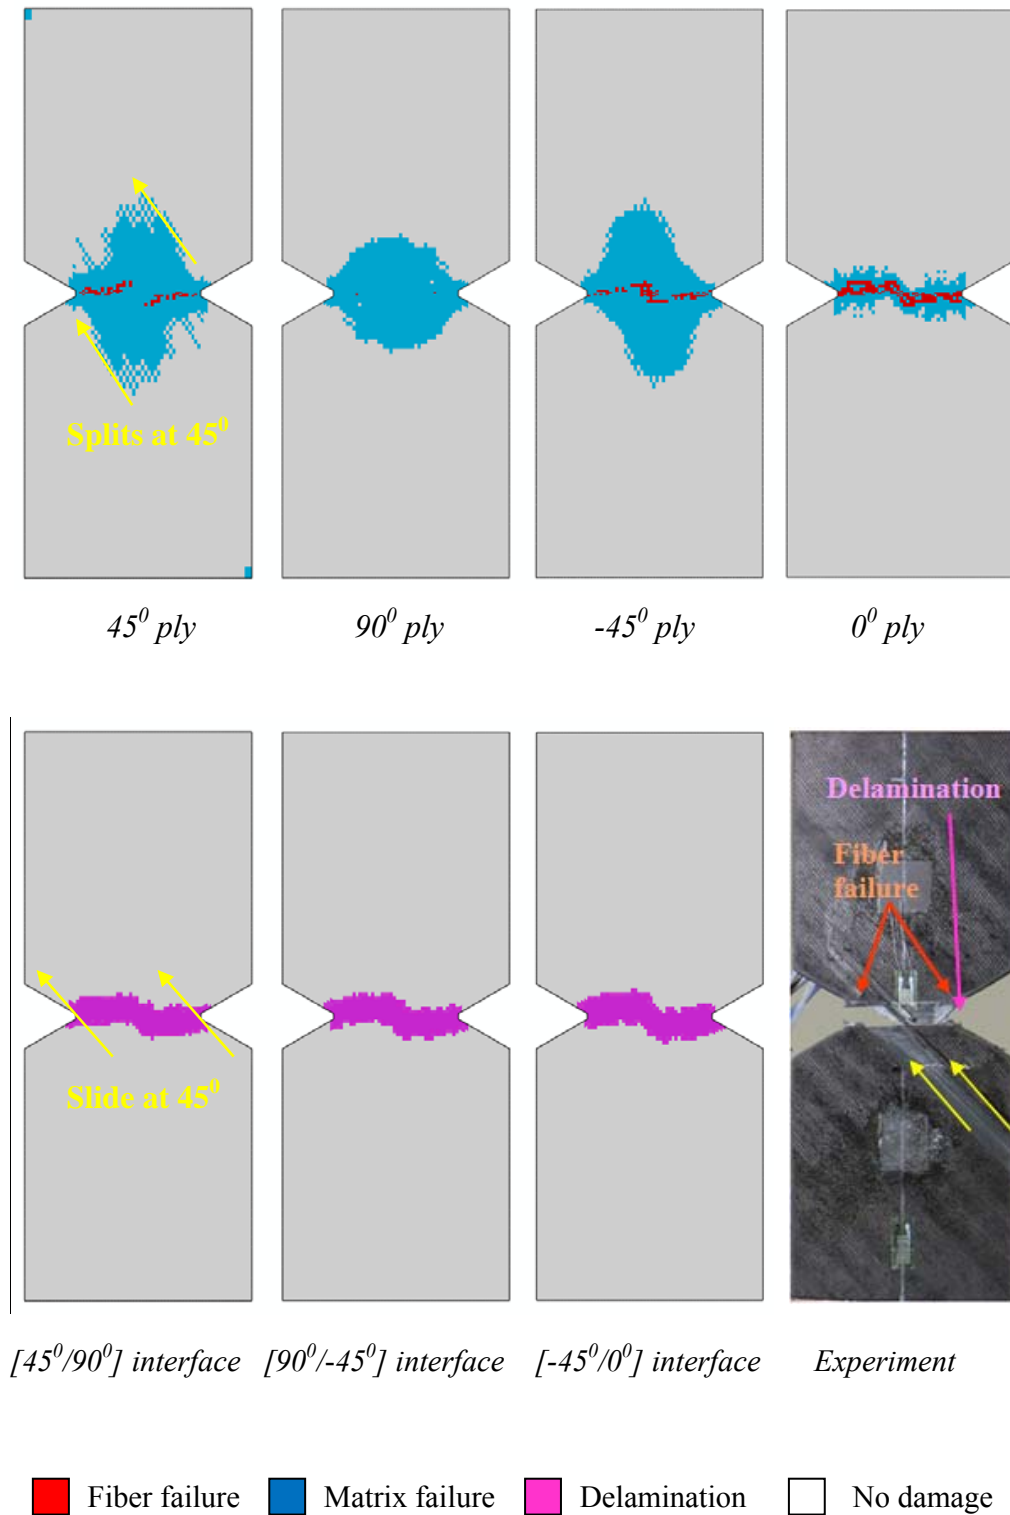 Splits at 45⁰
45⁰ ply
90⁰ ply
-45⁰ ply
0⁰ ply
Delamination
Fiber
failure
Slide at 45⁰
[45⁰/90⁰] interface
[90⁰/-45⁰] interface
[-45⁰/0⁰] interface
Experiment
Fiber failure
Matrix failure
Delamination
No damage